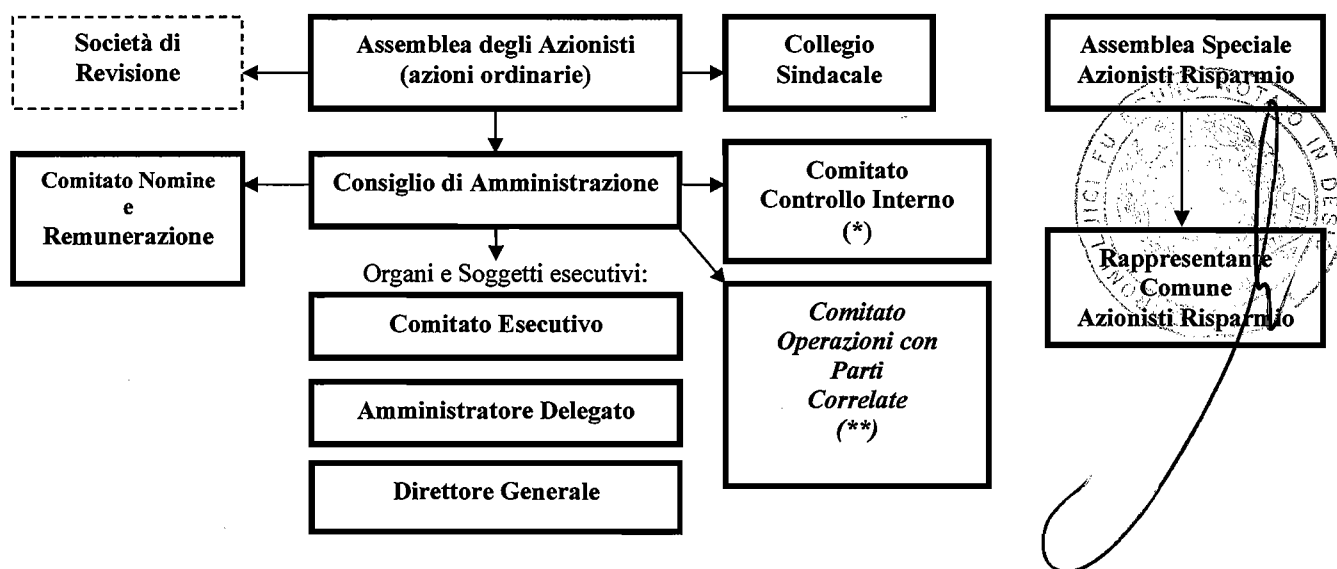 Società di
Revisione
Assemblea degli Azionisti
(azioni ordinarie)
Collegio
Sindacale
Assemblea Speciale
Azionisti Risparmio
Comitato Nomine
e
Remunerazione
Consiglio di Amministrazione
Comitato
Controllo Interno
(*)
Rappresentante
Comune
Azionisti Risparmio
Organi e Soggetti esecutivi:
Comitato Esecutivo
Amministratore Delegato
Direttore Generale
Comitato
Operazioni con
Parti
Correlate
(**)
NOTAIO IN